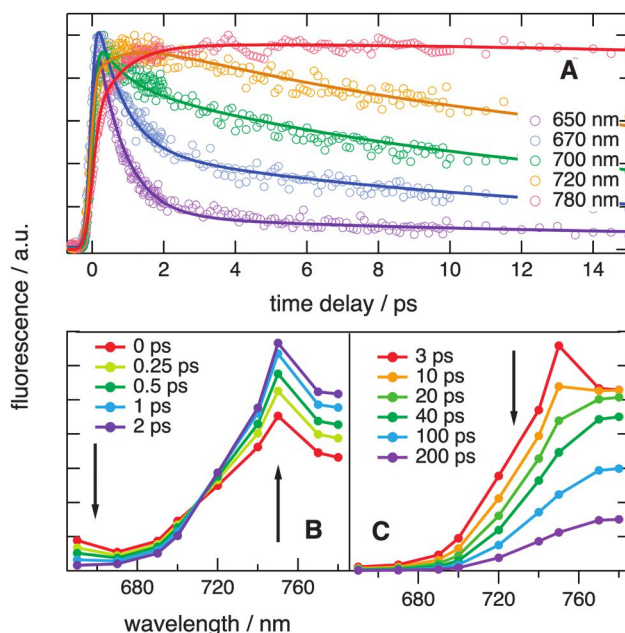 A
650 nm
670 nm
700 nm
720 nm
780 nm
0 2 4 6 8 10 12 14
time delay / ps
fluorescence / a.u.
0 ps
0.25 ps
0.5 ps
1 ps
2 ps
B
3 ps
10 ps
20 ps
40 ps
100 ps
200 ps
C
680 720 760
680 720 760
wavelength / nm